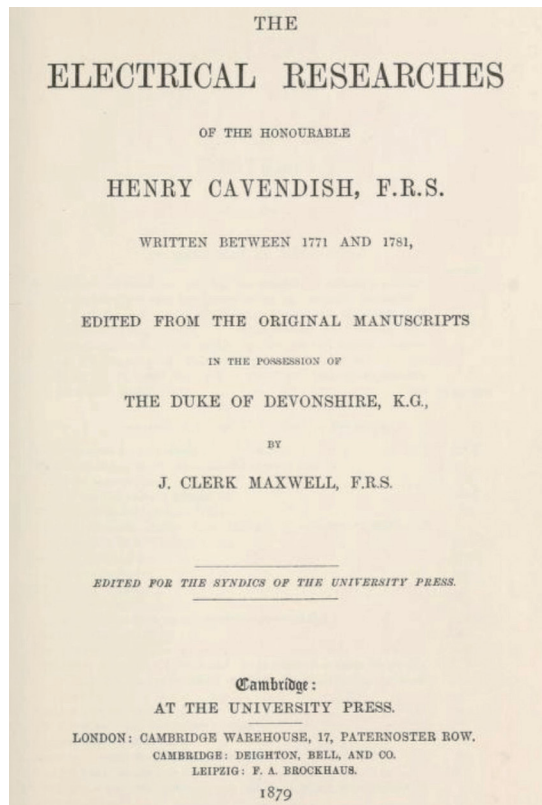 THE
ELECTRICAL RESEARCHES
OF THE HONOURABLE
HENRY CAVENDISH, F.R.S.
WRITTEN BETWEEN 1771 AND 1781,
EDITED FROM THE ORIGINAL MANUSCRIPTS
IN THE POSSESSION OF
THE DUKE OF DEVONSHIRE, K.G.,
BY
J. CLERK MAXWELL, F.R.S.
EDITED FOR THE SYNDICS OF THE UNIVERSITY PRESS.
Cambridge:
AT THE UNIVERSITY PRESS.
LONDON: CAMBRIDGE WAREHOUSE, 17, PATERNOSTER ROW.
CAMBRIDGE: DEIGHTON, BELL, AND CO.
LEIPZIG: F. A. BROCKHAUS.
1879